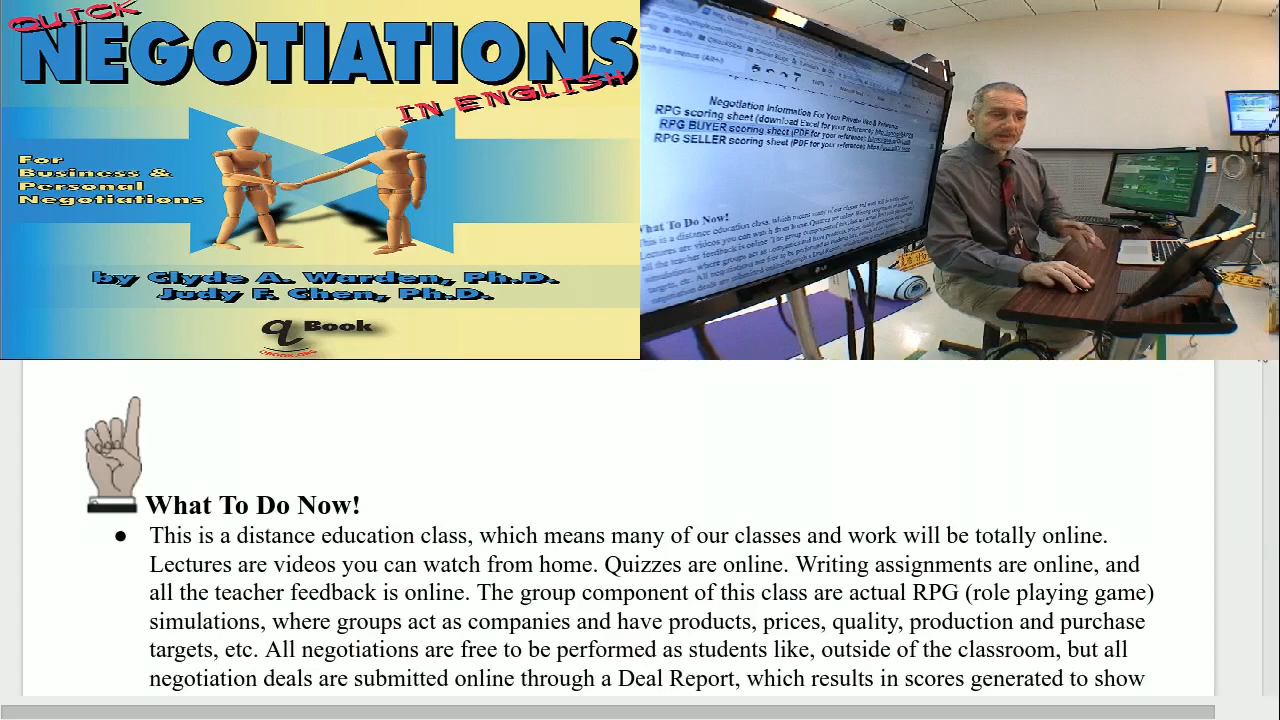 QUICK
NEGOTIATIONS
IN ENGLISH
For
Business &
Personal
Negotiations
by Clyde A. Warden, Ph.D.
Judy F. Chen, Ph.D.
q Book
Negotiation Information For Your Private Use &
RPG scoring sheet (download Excel for your reference;
RPG BUYER scoring sheet (PDF for your reference;
RPG SELLER scoring sheet (PDF for your reference;
What To Do Now!
This is a distance education class, which means many of our classes and work will be totally online.
Lectures are videos you can watch from home. Quizzes are online. Writing assignments are online, and
all the teacher feedback is online. The group component of this class are actual RPG (role playing game)
simulations, where groups act as companies and have products, prices, quality, production and purchase
targets, etc. All negotiations are free to be performed as students like, outside of the classroom, but all
negotiation deals are submitted online through a Deal Report, which results in scores generated to show